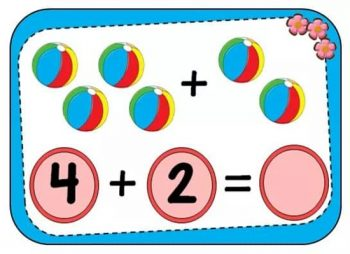 +
4 + 2 =